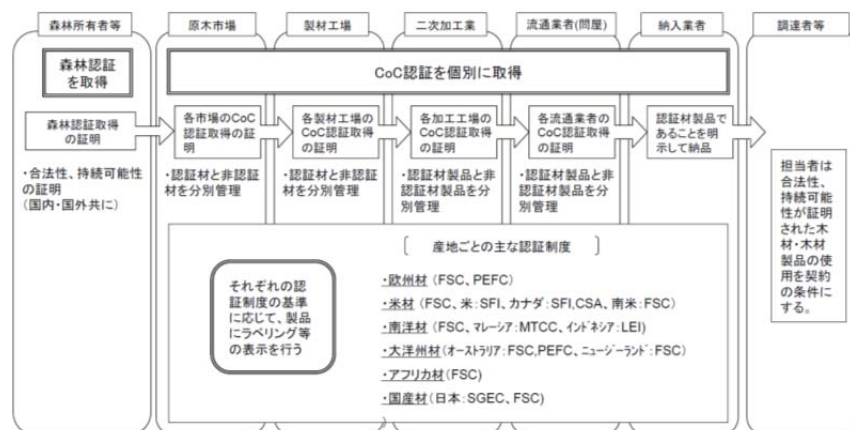 森林所有者等
原木市場
製材工場
二次加工業
流通業者(問屋)
納入業者
調達者等
森林認証
を取得
CoC認証を個別に取得
森林認証取得
の証明
各市場のCoC
認証取得の証
明
各製材工場の
CoC認証取得
の証明
各加工工場の
CoC認証取得
の証明
各流通業者の
CoC認証取得
の証明
認証材製品で
あることを明
示して納品
・合法性、持続可能性
の証明
(国内・国外共に)
・認証材と非認証
材を分別管理
・認証材と非認証
材を分別管理
・認証材製品と非
認証材製品を分
別管理
・認証材製品と非
認証材製品を分
別管理
担当者は
合法性、
持続可能
性が証明
された木
材・木材
製品の使
用を契約
の条件に
する。
それぞれの認
証制度の基準
に応じて、製品
にラベリング等
の表示を行う
〔 産地ごとの主な認証制度 〕
・欧州材 (FSC、PEFC)
・米材 (FSC、米:SFI、カナダ:SFI,CSA、南米:FSC)
・南洋材 (FSC、マレーシア:MTCC、インドネシア:LEI)
・大洋州材(オーストラリア:FSC,PEFC、ニュージーランド:FSC)
・アフリカ材(FSC)
・国産材(日本:SGEC、FSC)
)